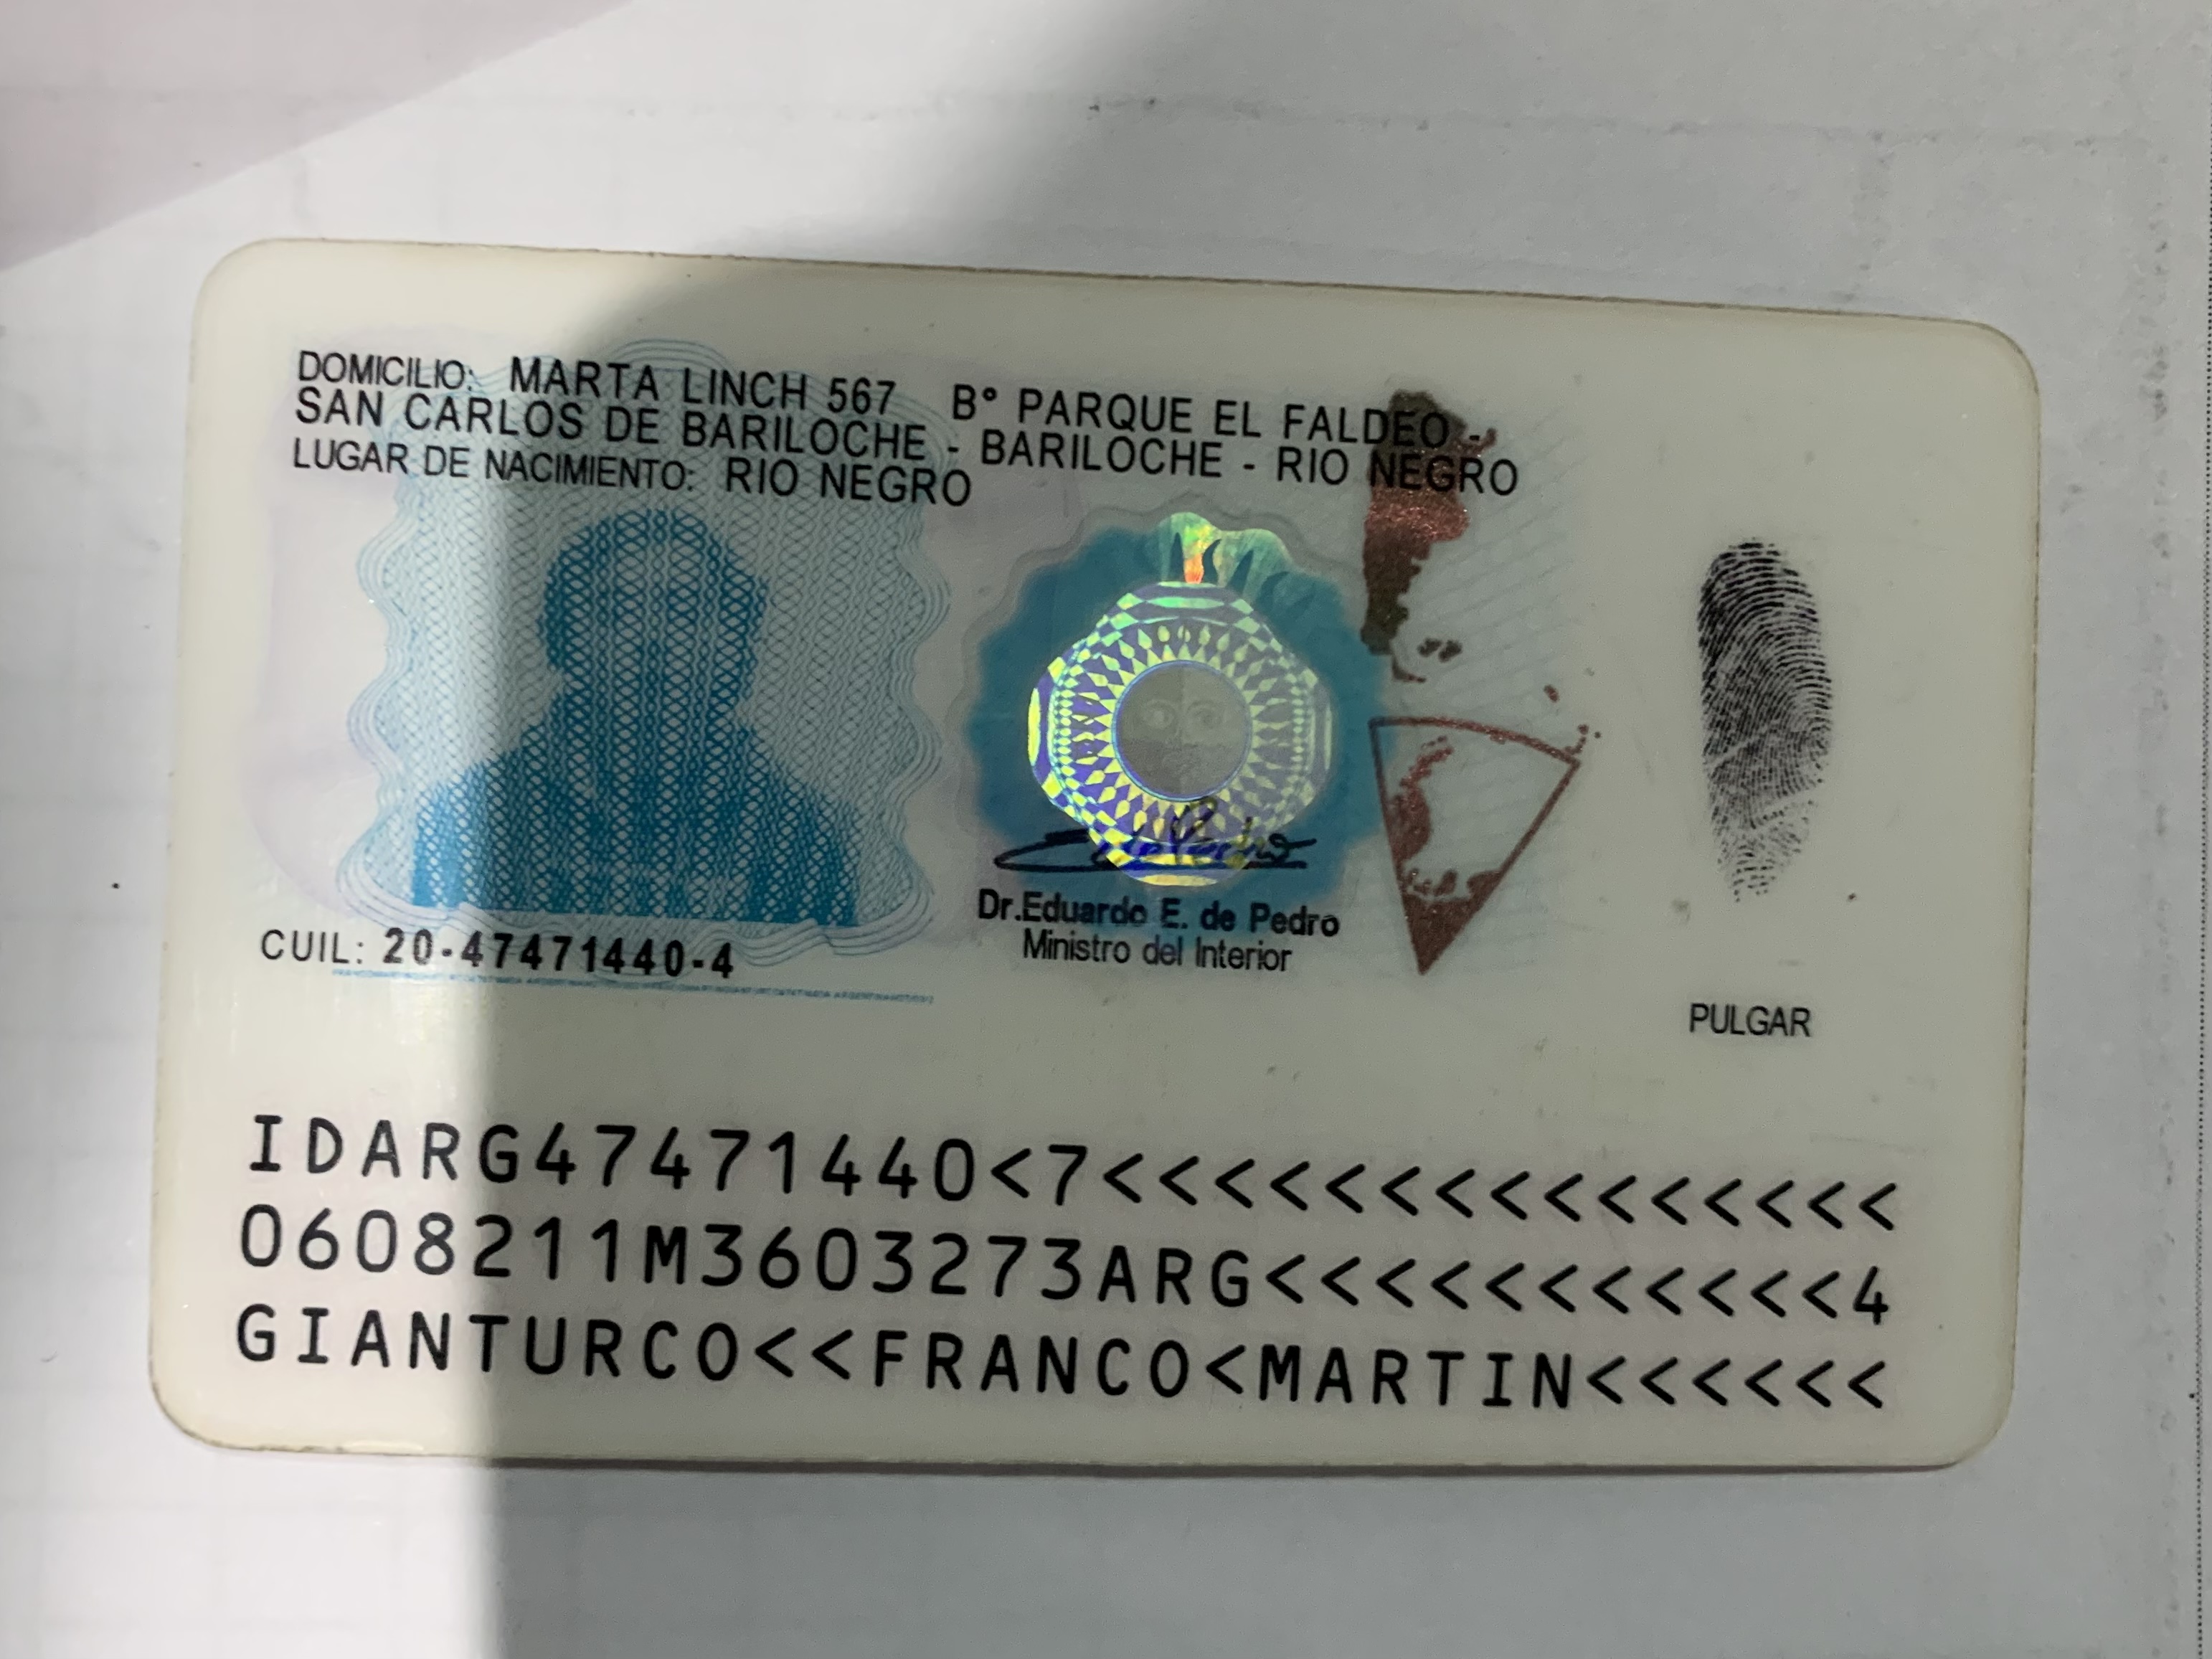 DOMICILIO: MARTA LINCH 567 B° PARQUE EL FALDEO -
SAN CARLOS DE BARILOCHE - BARILOCHE - RIO NEGRO
LUGAR DE NACIMIENTO: RIO NEGRO
Dr.Eduardo E. de Pedro
Ministro del Interior
CUIL: 20-47471440-4
PULGAR
IDARG47471440<7<<<<<<<<<<<<<<<
0608211M3603273ARG<<<<<<<<<<<4
GIANTURCO<<FRANCO<MARTIN<<<<<<